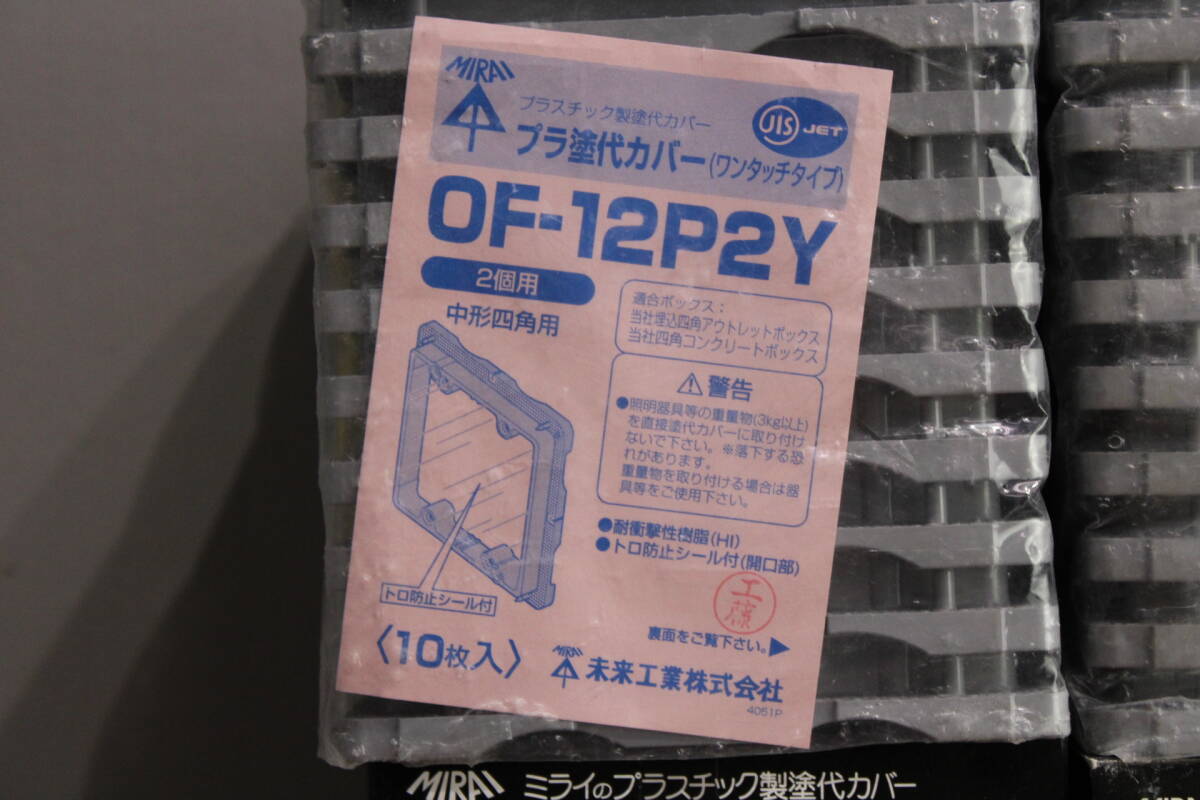 MIRAI
プラスチック製塗代カバー
プラ塗代カバー(ワンタッチタイプ)
JIS JET
OF-12P2Y
2個用
中形四角用
適合ボックス:
当社埋込四角アウトレットボックス
当社四角コンクリートボックス
⚠警告
●照明器具等の重量物(3kg以上)
を直接塗代カバーに取り付け
ないで下さい。※落下する恐
れがあります。
重量物を取り付ける場合は器
具等をご使用下さい。
●耐衝撃性樹脂(HI)
●トロ防止シール付(開口部)
トロ防止シール付
工藤
裏面をご覧下さい。▶
〈10枚入〉
MIRAI 未来工業株式会社
4051P
MIRAI ミライのプラスチック製塗代カバー